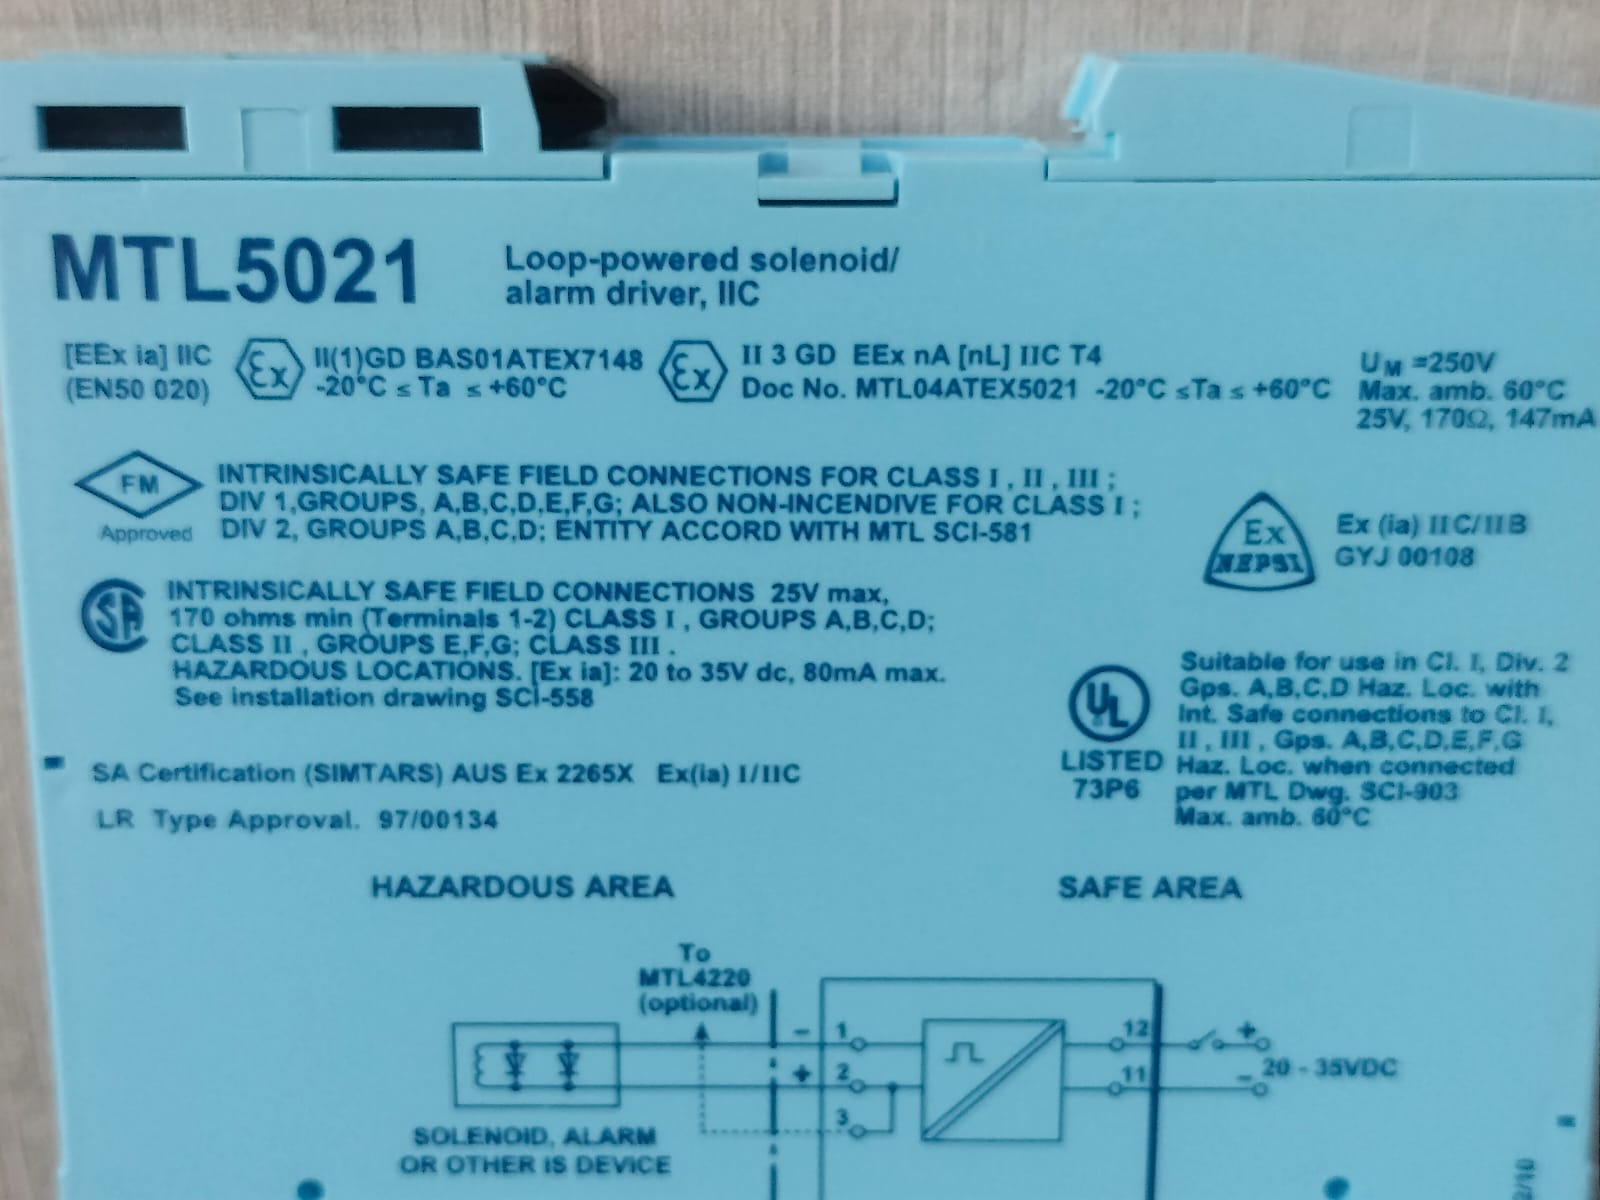 MTL5021
Loop-powered solenoid/
alarm driver, IIC
[EEx ia] IIC
(EN50 020)
Ex
II(1)GD BAS01ATEX7148
-20°C ≤ Ta ≤ +60°C
Ex
II 3 GD EEx nA [nL] IIC T4
Doc No. MTL04ATEX5021 -20°C ≤Ta ≤ +60°C
UM =250V
Max. amb. 60°C
25V, 170Ω, 147mA
FM
Approved
INTRINSICALLY SAFE FIELD CONNECTIONS FOR CLASS I , II , III ;
DIV 1,GROUPS, A,B,C,D,E,F,G; ALSO NON-INCENDIVE FOR CLASS I ;
DIV 2, GROUPS A,B,C,D; ENTITY ACCORD WITH MTL SCI-581
Ex
NEPSI
Ex (ia) IIC/IIB
GYJ 00108
SA
INTRINSICALLY SAFE FIELD CONNECTIONS 25V max,
170 ohms min (Terminals 1-2) CLASS I , GROUPS A,B,C,D;
CLASS II , GROUPS E,F,G; CLASS III .
HAZARDOUS LOCATIONS. [Ex ia]: 20 to 35V dc, 80mA max.
See installation drawing SCI-558
UL
LISTED
73P6
Suitable for use in Cl. I, Div. 2
Gps. A,B,C,D Haz. Loc. with
Int. Safe connections to Cl. I,
II , III , Gps. A,B,C,D,E,F,G
Haz. Loc. when connected
per MTL Dwg. SCI-903
Max. amb. 60°C
SA Certification (SIMTARS) AUS Ex 2265X Ex(ia) I/IIC
LR Type Approval. 97/00134
HAZARDOUS AREA
SAFE AREA
To
MTL4220
(optional)
− 1
+ 2
3
12 +
11 −
20 - 35VDC
SOLENOID, ALARM
OR OTHER IS DEVICE